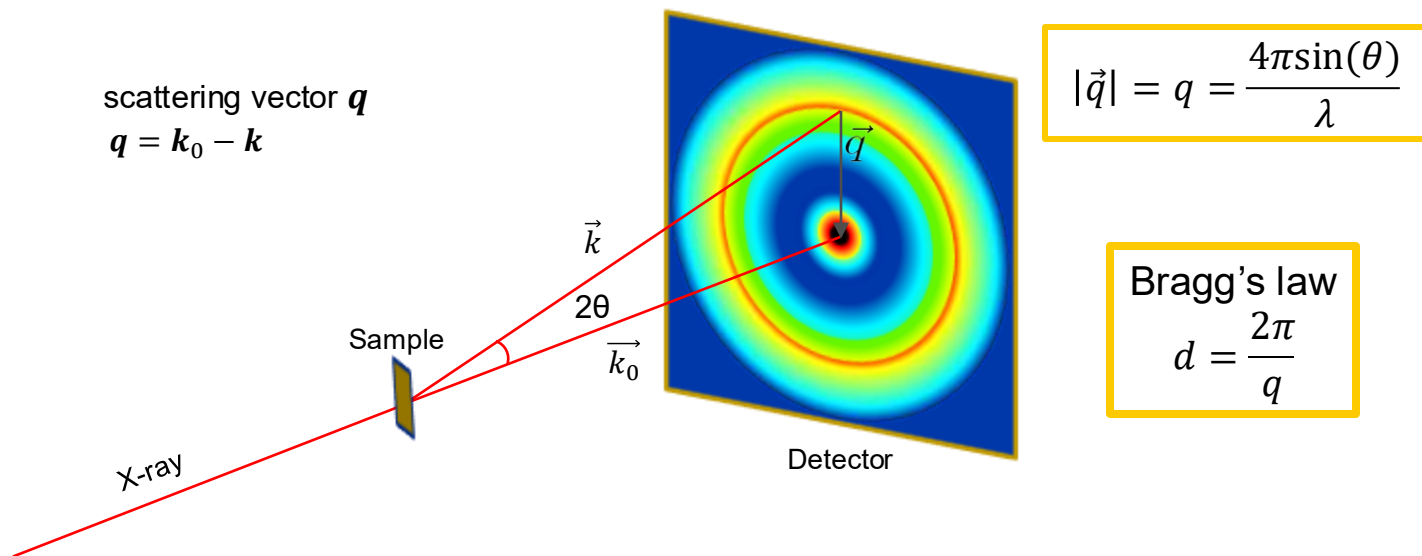 scattering vector q
q = k₀ − k
X-ray
Sample
2θ
k⃗
k₀⃗
q⃗
Detector
|q⃗| = q = 4πsin(θ) / λ
Bragg’s law
d = 2π / q